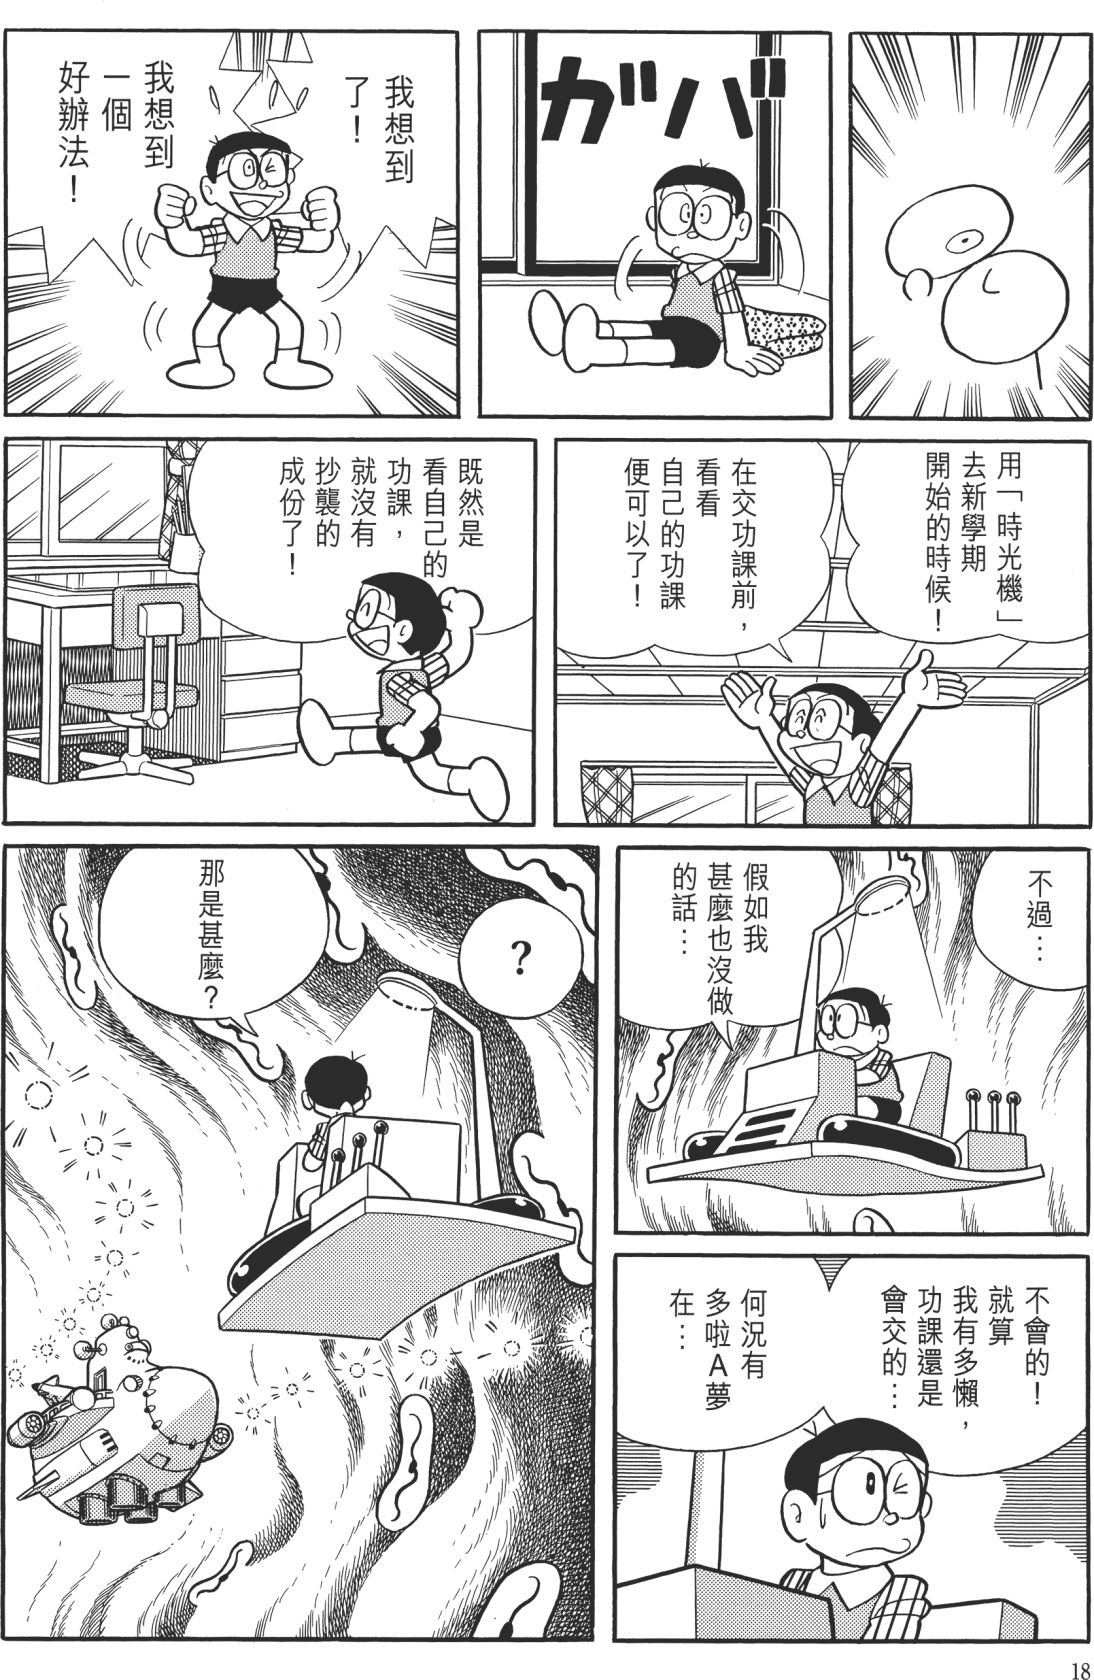 ガバ
我想到
了！
我想到
一個
好辦法！
用「時光機」
去新學期
開始的時候！
在交功課前，
看看
自己的功課
便可以了！
既然是
看自己的
功課，
就沒有
抄襲的
成份了！
不過…
假如我
甚麼也沒做
的話…
不會的！
就算
我有多懶，
功課還是
會交的…
何況有
多啦A夢
在…
？
那是甚麼？
18